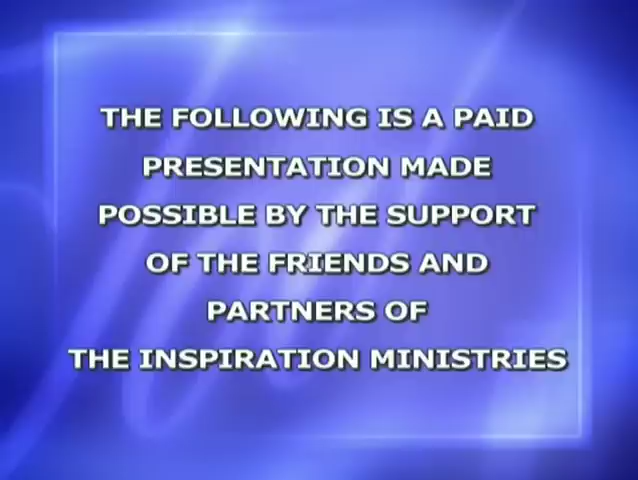 THE FOLLOWING IS A PAID
PRESENTATION MADE
POSSIBLE BY THE SUPPORT
OF THE FRIENDS AND
PARTNERS OF
THE INSPIRATION MINISTRIES